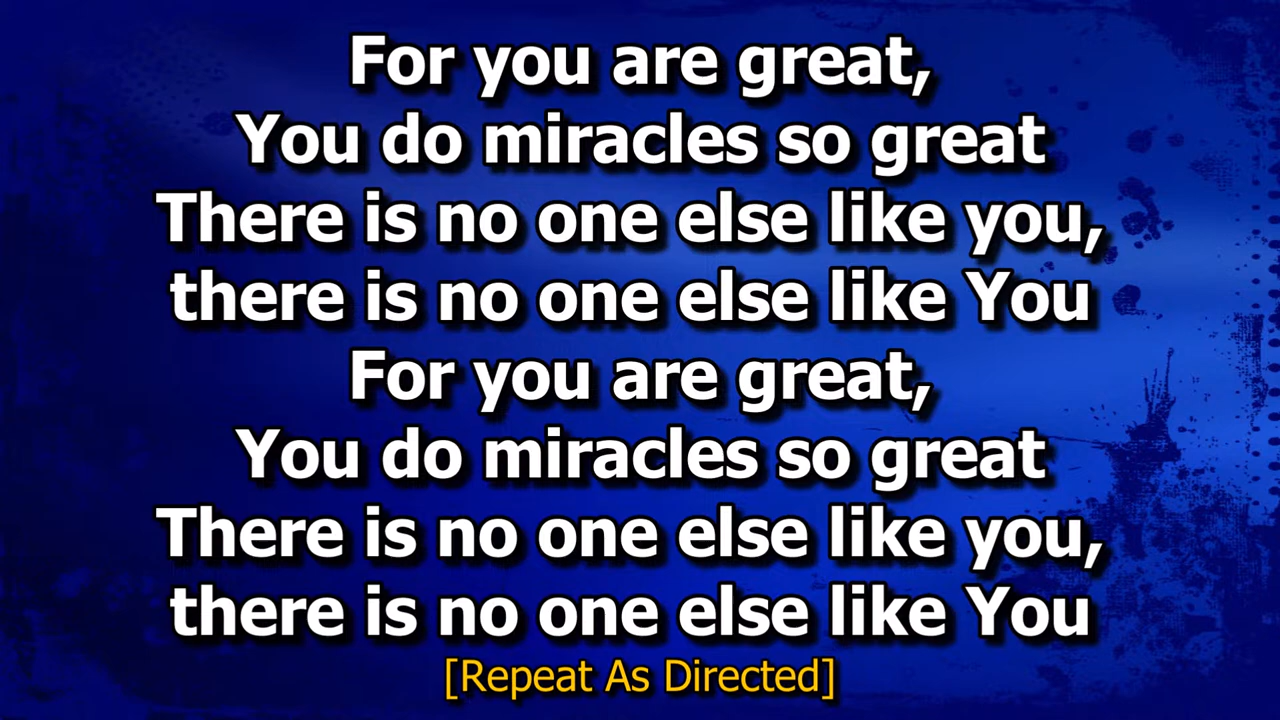 For you are great,
You do miracles so great
There is no one else like you,
there is no one else like You
For you are great,
You do miracles so great
There is no one else like you,
there is no one else like You
[Repeat As Directed]